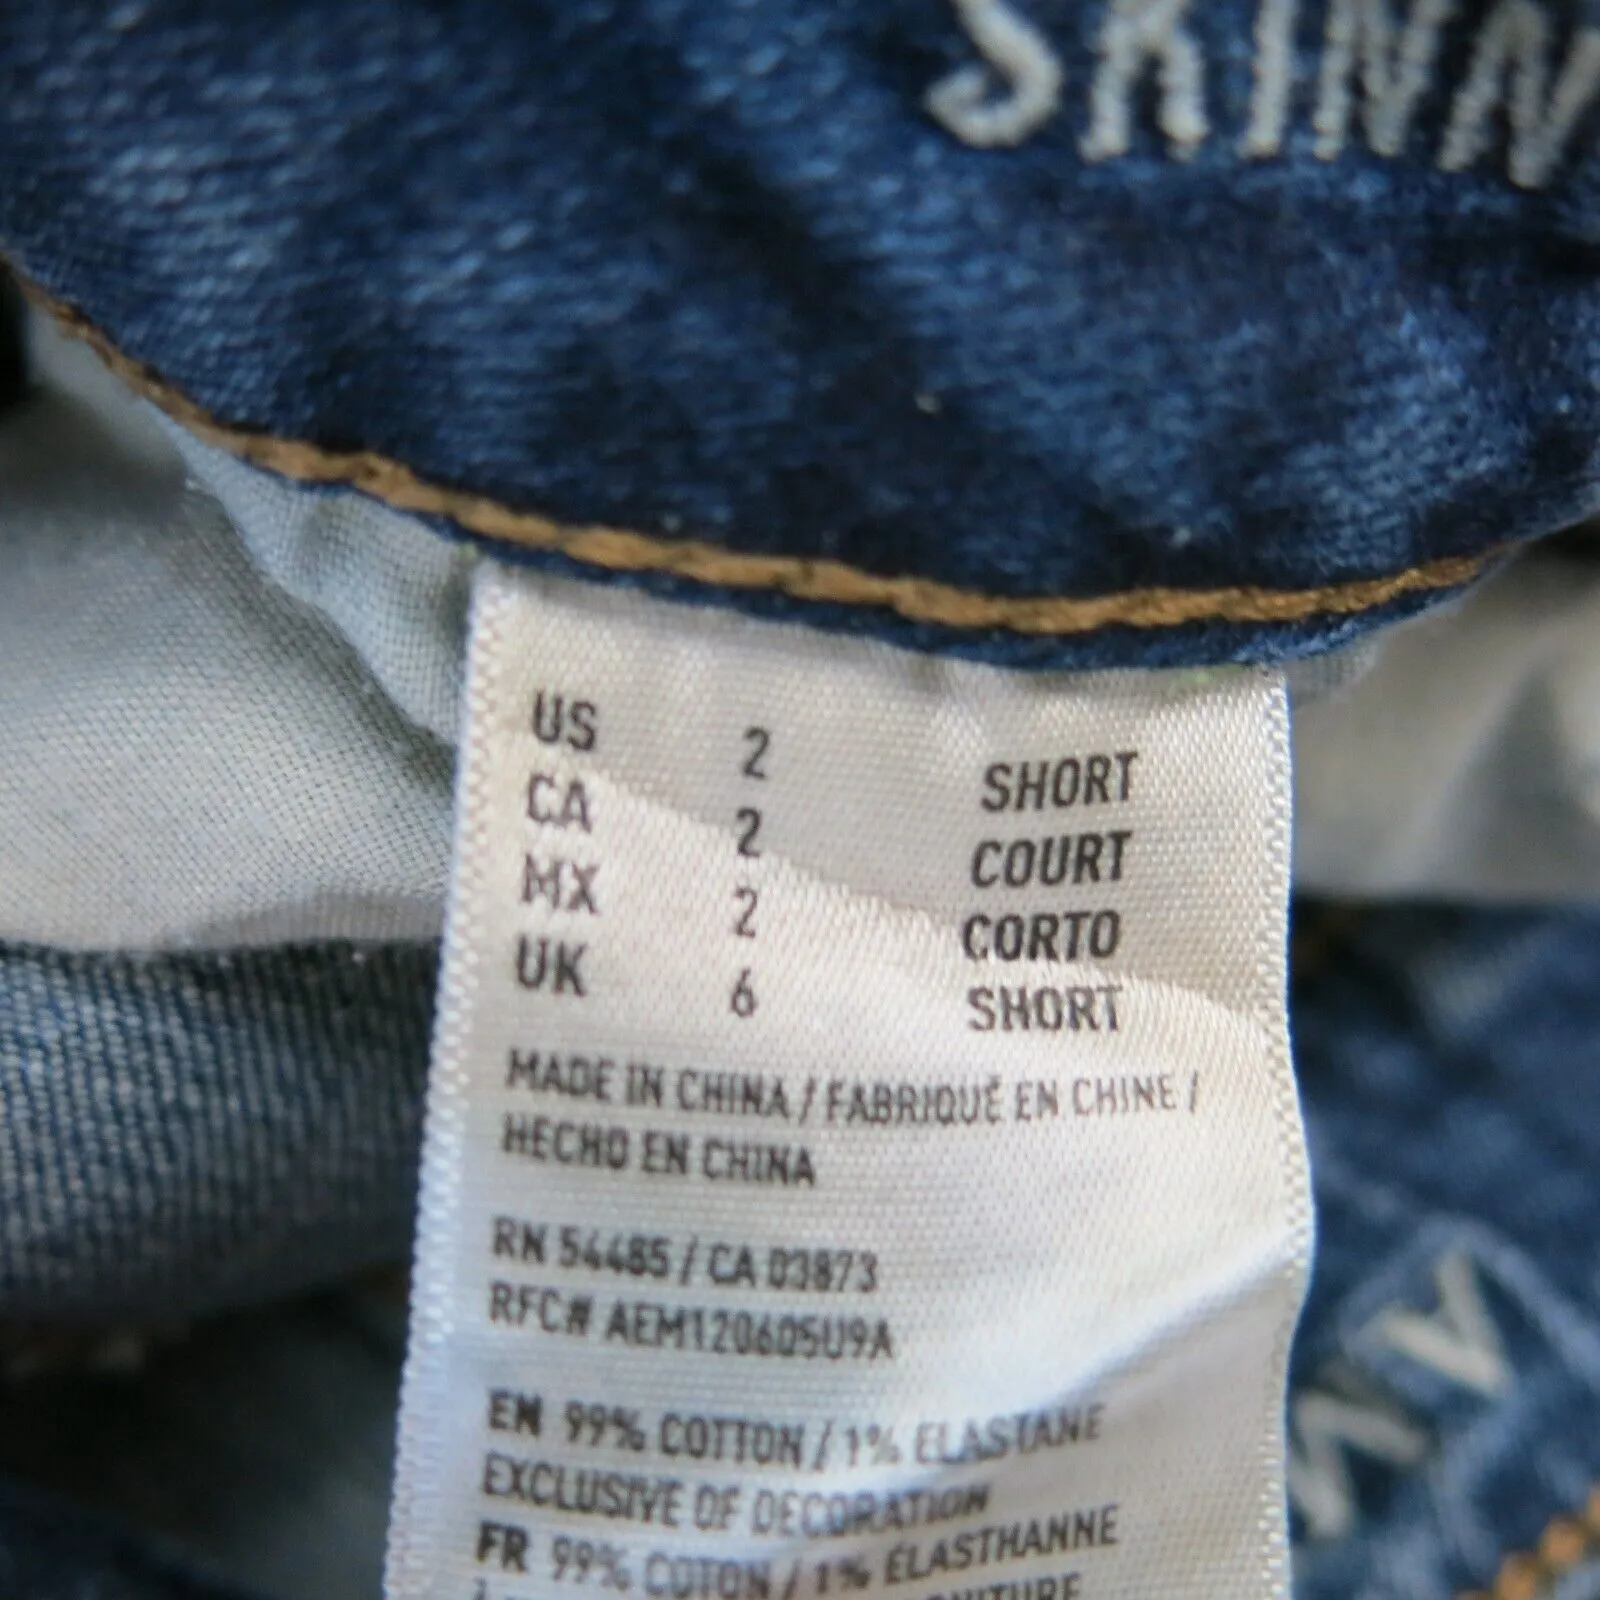 SKINN
US 2 SHORT
CA 2 COURT
MX 2 CORTO
UK 6 SHORT
MADE IN CHINA / FABRIQUÉ EN CHINE /
HECHO EN CHINA
RN 54485 / CA 03873
RFC# AEM120605U9A
EN 99% COTTON / 1% ELASTANE
EXCLUSIVE OF DECORATION
FR 99% COTON / 1% ÉLASTHANNE